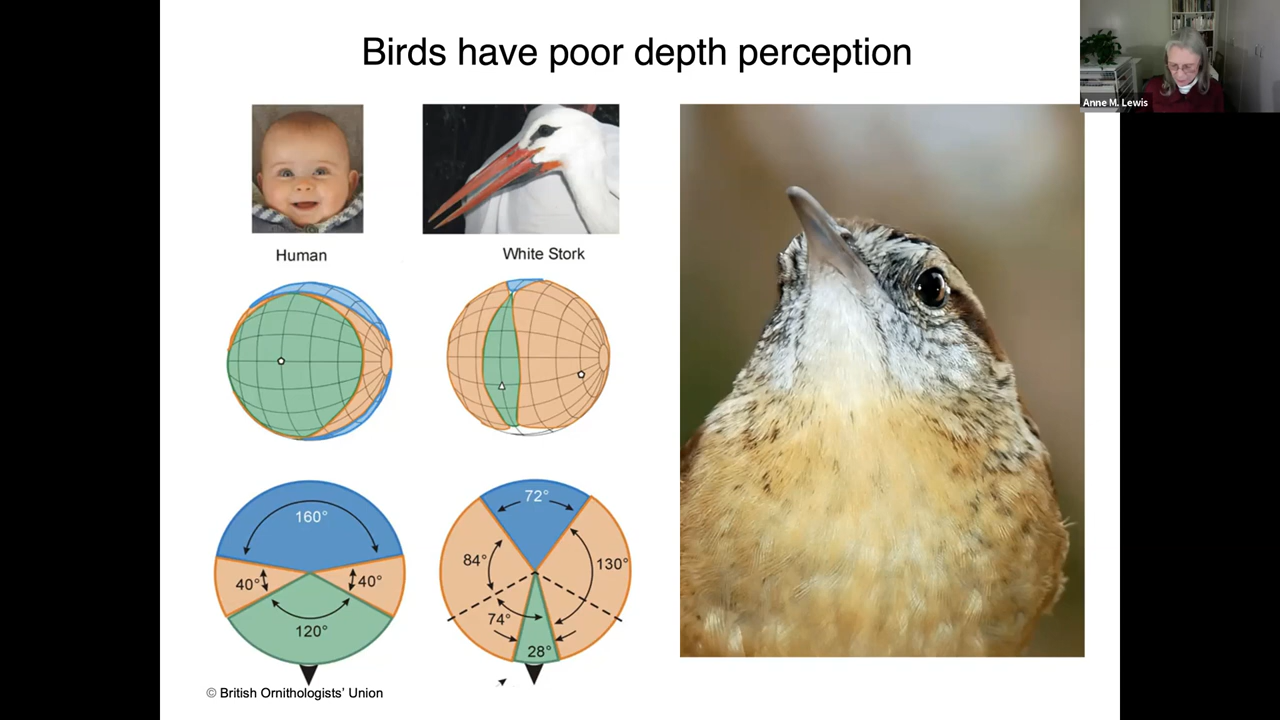 Birds have poor depth perception
Anne M. Lewis
Human
White Stork
160°
40°
40°
120°
72°
84°
130°
74°
28°
© British Ornithologists' Union